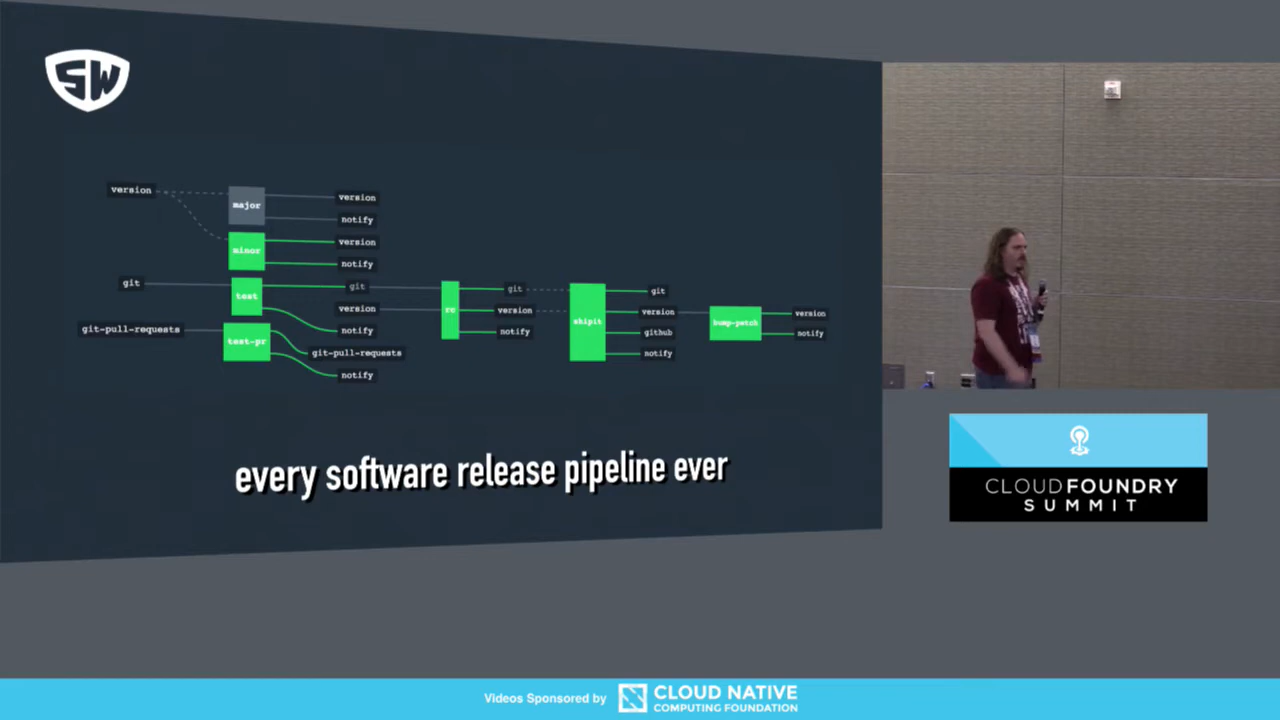 SW
version
major
version
notify
minor
version
notify
git
test
git
version
notify
git-pull-requests
test-pr
git-pull-requests
notify
rc
git
version
notify
shipit
git
version
github
notify
bump-patch
version
notify
every software release pipeline ever
CLOUD FOUNDRY
SUMMIT
Videos Sponsored by
CLOUD NATIVE
COMPUTING FOUNDATION